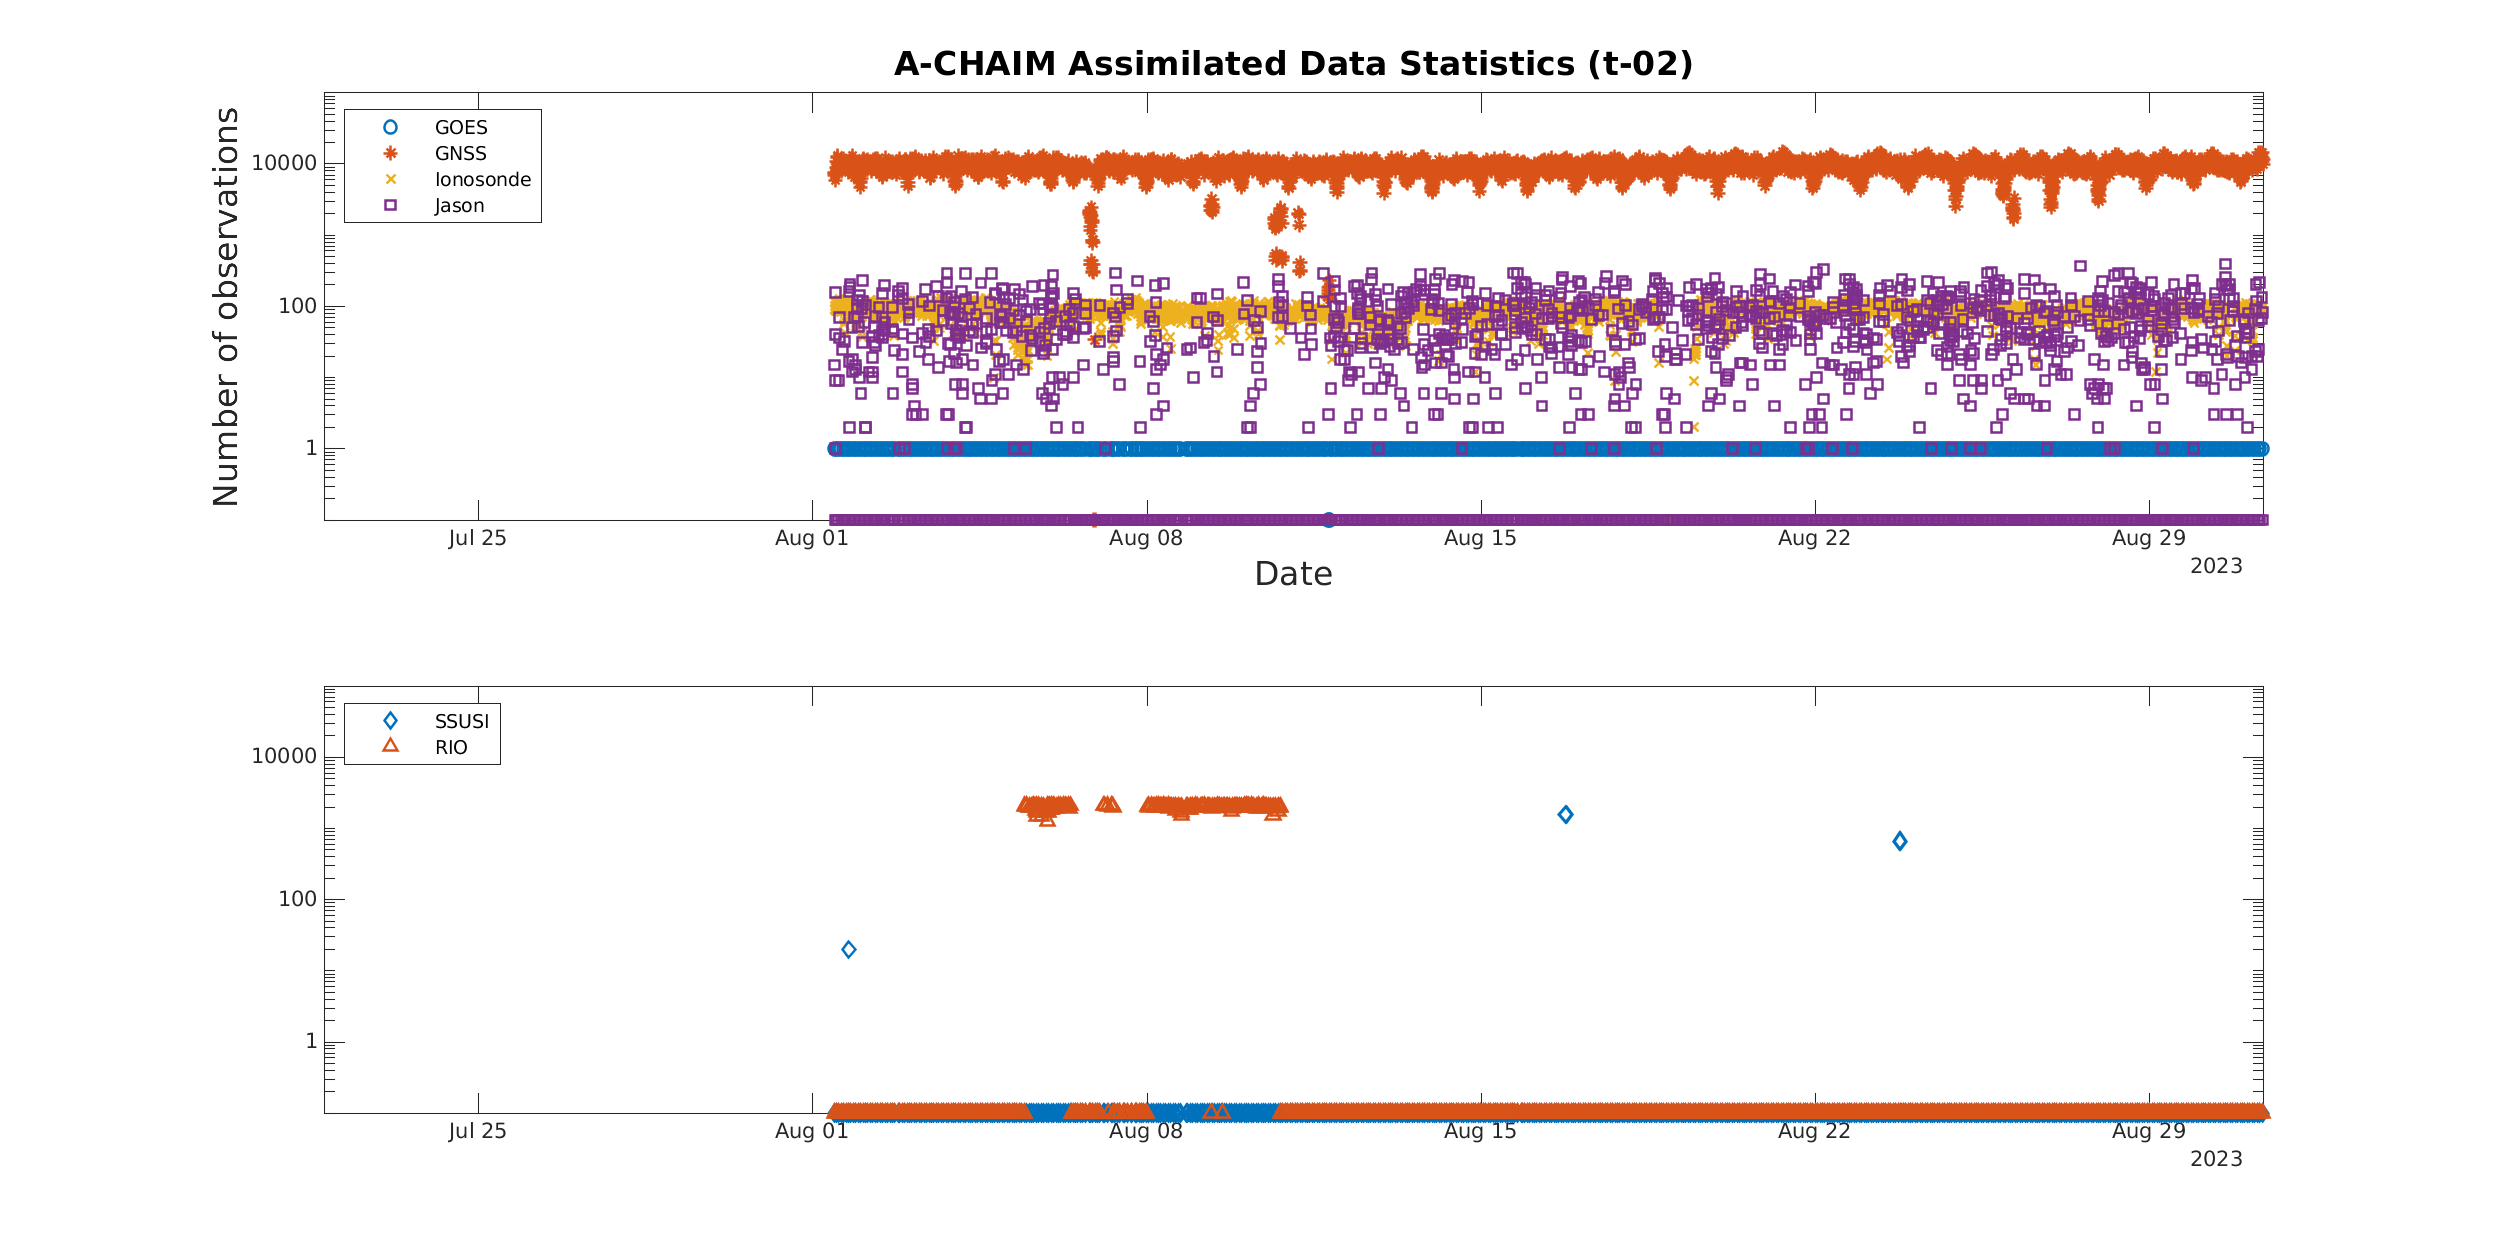 A-CHAIM Assimilated Data Statistics (t-02)
Number of observations
GOES
GNSS
Ionosonde
Jason
10000
100
1
Jul 25 Aug 01 Aug 08 Aug 15 Aug 22 Aug 29
2023
Date
SSUSI
RIO
10000
100
1
Jul 25 Aug 01 Aug 08 Aug 15 Aug 22 Aug 29
2023